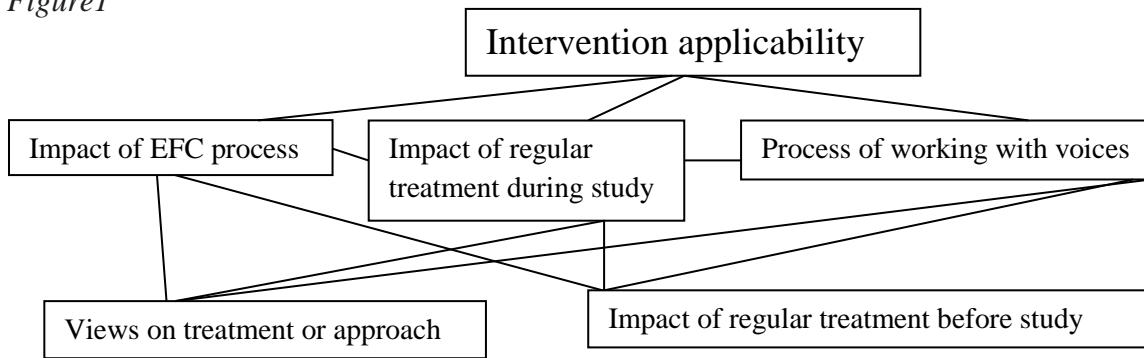 Figure1
Intervention applicability
Impact of EFC process
Impact of regular
treatment during study
Process of working with voices
Views on treatment or approach
Impact of regular treatment before study